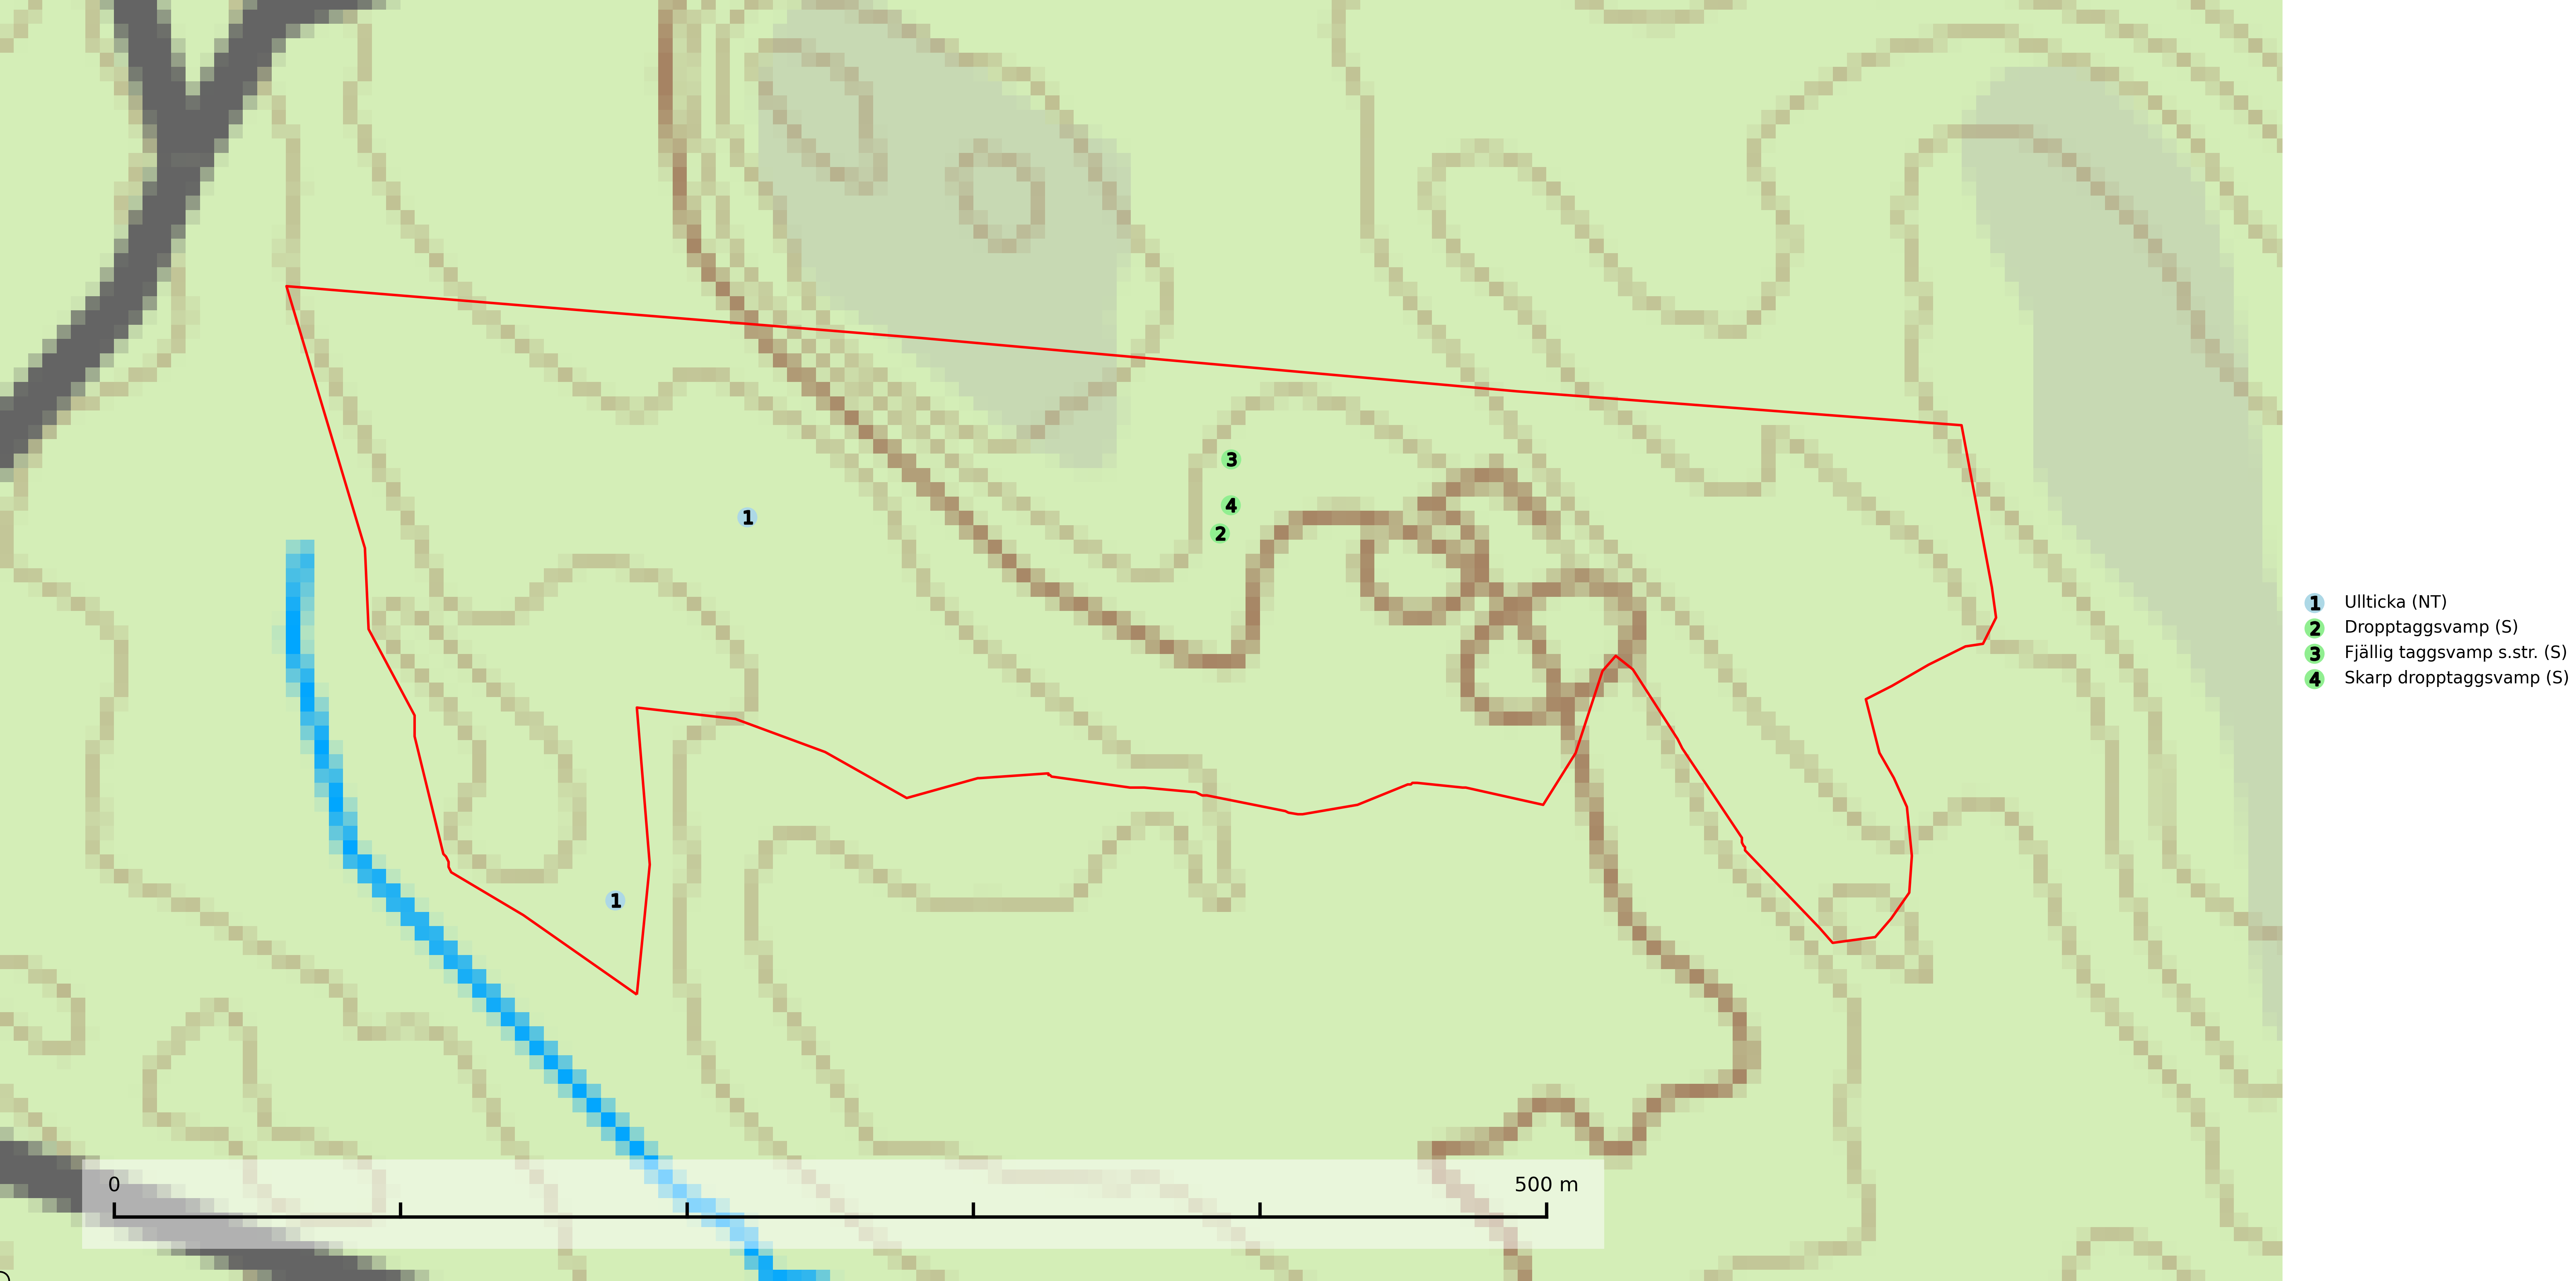 3
1
4
2
1
1 Ullticka (NT)
2 Dropptaggsvamp (S)
3 Fjällig taggsvamp s.str. (S)
4 Skarp dropptaggsvamp (S)
0 500 m